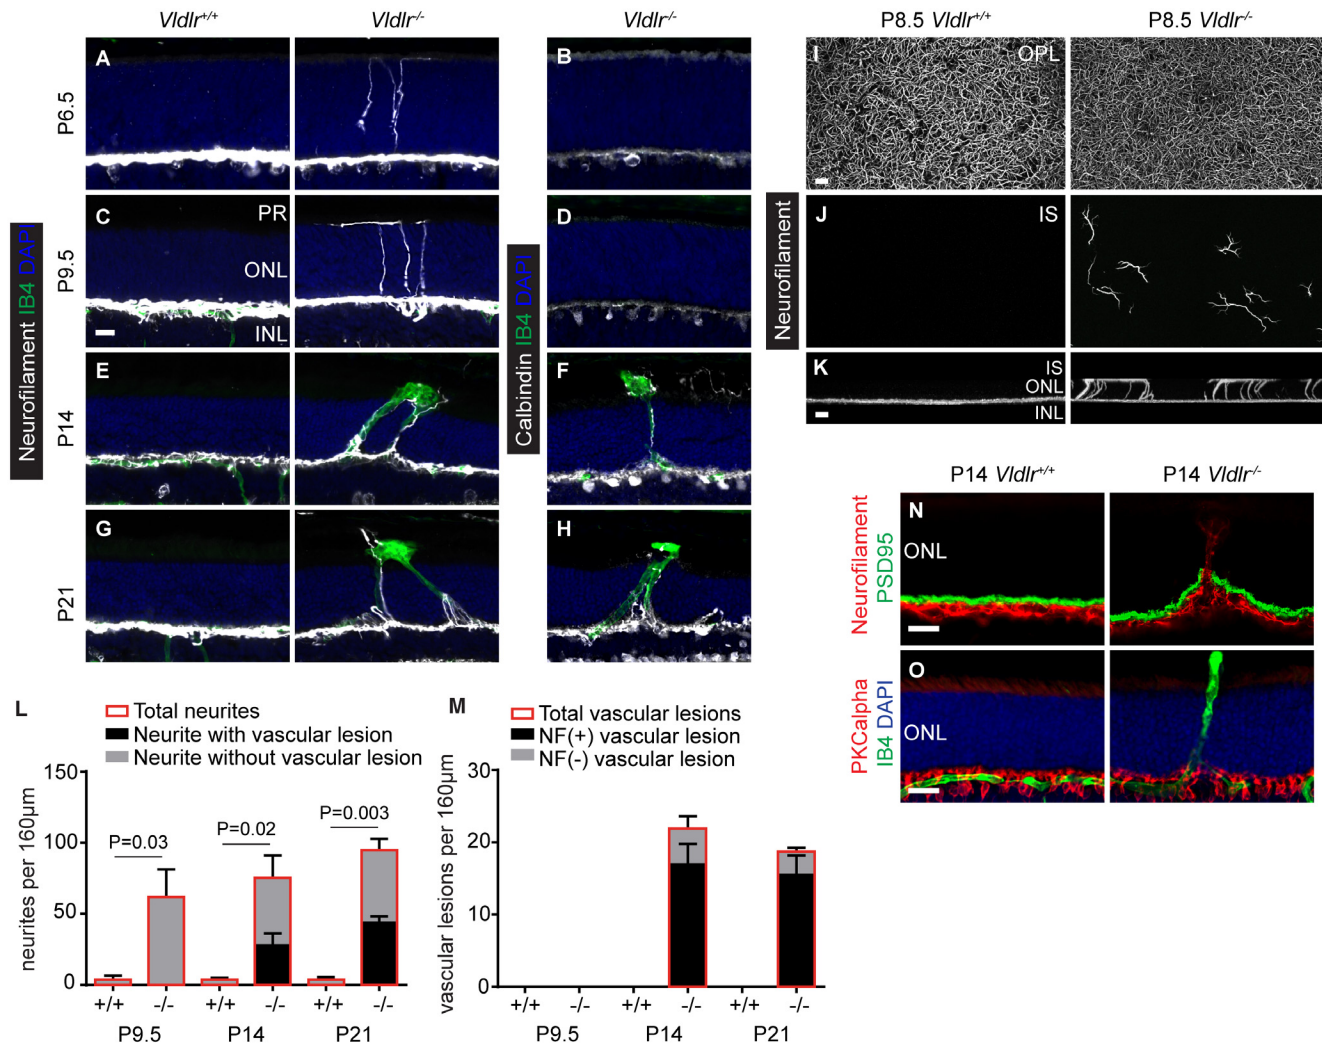 Vldlr+/+ Vldlr-/- Vldlr-/-
P8.5 Vldlr+/+ P8.5 Vldlr-/-
Neurofilament IB4 DAPI
Calbindin IB4 DAPI
Neurofilament
P6.5
A
B
P9.5
C PR
ONL
INL
D
P14
E
F
P21
G
H
I OPL
J IS
K IS
ONL
INL
P14 Vldlr+/+ P14 Vldlr-/-
Neurofilament
PSD95
N
ONL
PKCalpha
IB4 DAPI
O
ONL
L
Total neurites
Neurite with vascular lesion
Neurite without vascular lesion
neurites per 160µm
150
100
50
0
P=0.03
P=0.02
P=0.003
+/+ -/- +/+ -/- +/+ -/-
P9.5 P14 P21
M
Total vascular lesions
NF(+) vascular lesion
NF(-) vascular lesion
vascular lesions per 160µm
30
20
10
0
+/+ -/- +/+ -/- +/+ -/-
P9.5 P14 P21